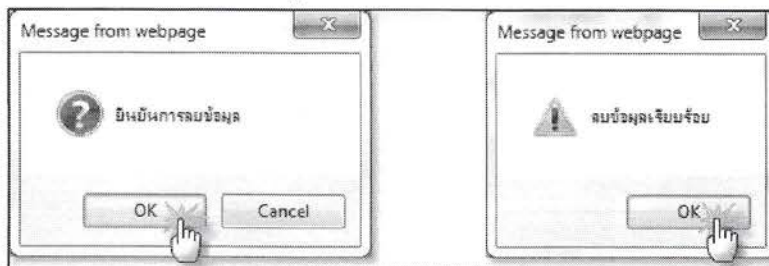 Message from webpage
ยืนยันการลบข้อมูล
OK
Cancel
Message from webpage
ลบข้อมูลเรียบร้อย
OK